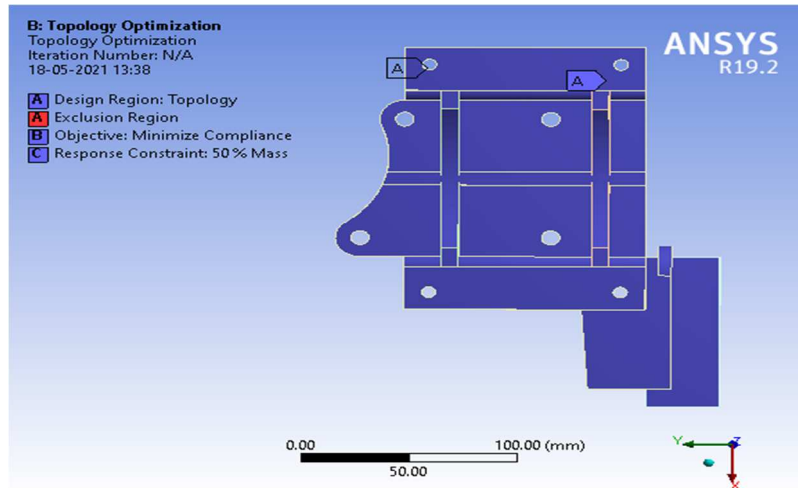 B: Topology Optimization
Topology Optimization
Iteration Number: N/A
18-05-2021 13:38
A Design Region: Topology
A Exclusion Region
B Objective: Minimize Compliance
C Response Constraint: 50 % Mass
ANSYS
R19.2
A
A
0.00
100.00 (mm)
50.00
Y
Z
X